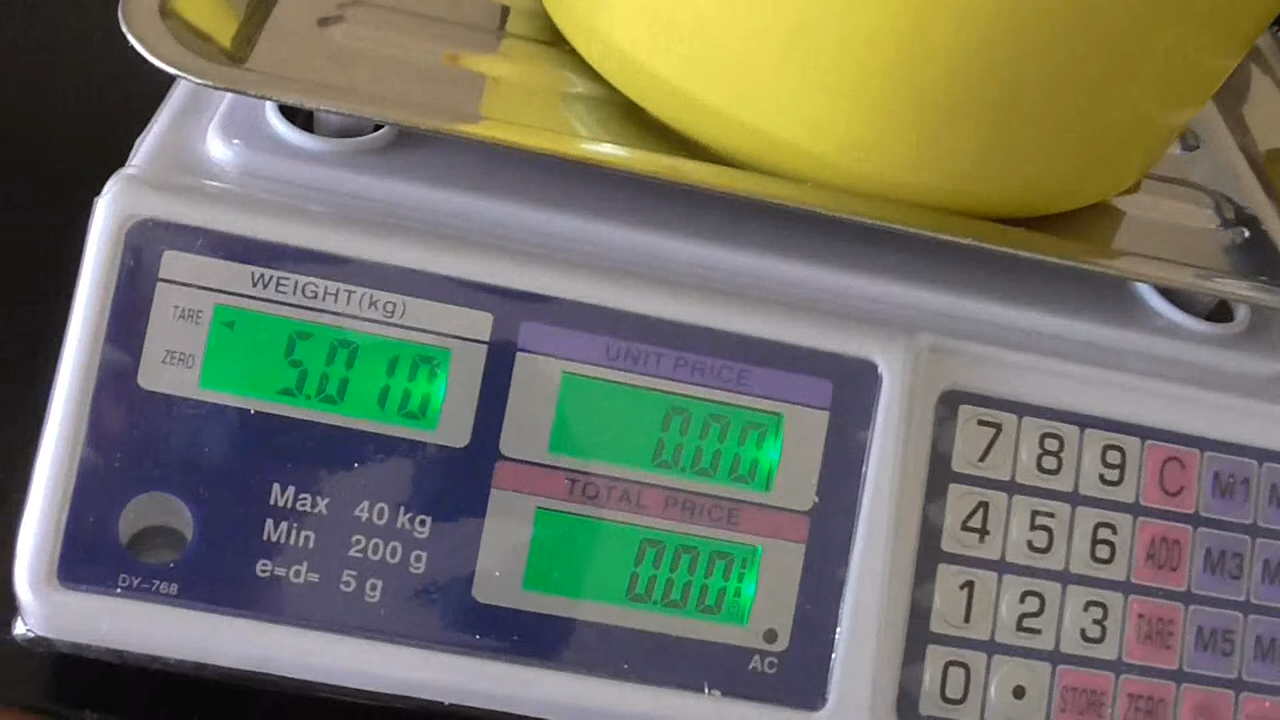 WEIGHT(kg)
TARE
5.010
ZERO
UNIT PRICE
0.00
TOTAL PRICE
0.00
AC
Max 40 kg
Min 200 g
e=d= 5 g
DY-768
7 8 9 C M1
4 5 6 ADD M3
1 2 3 TARE M5
0 . STORE ZERO